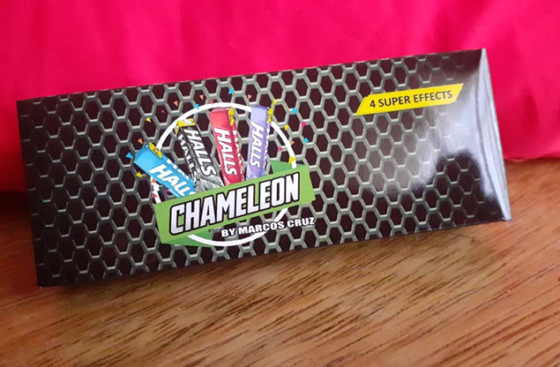 4 SUPER EFFECTS
HALLS
HALLS
HALLS
HALLS
CHAMELEON
BY MARCOS CRUZ